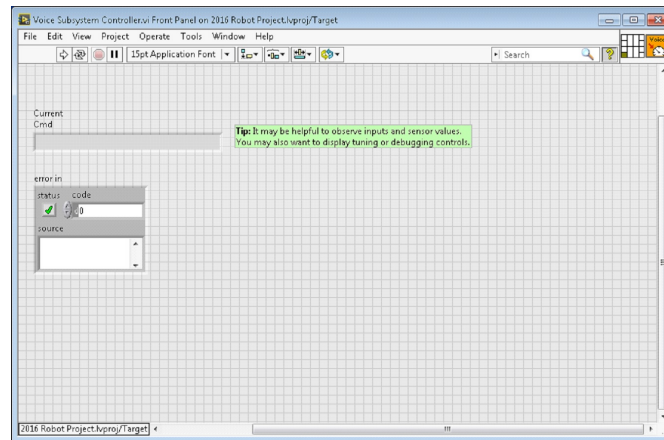 Voice Subsystem Controller.vi Front Panel on 2016 Robot Project.lvproj/Target
File Edit View Project Operate Tools Window Help
15pt Application Font
Search
Voice
Current
Cmd
Tip: It may be helpful to observe inputs and sensor values.
You may also want to display tuning or debugging controls.
error in
status code
0
source
2016 Robot Project.lvproj/Target